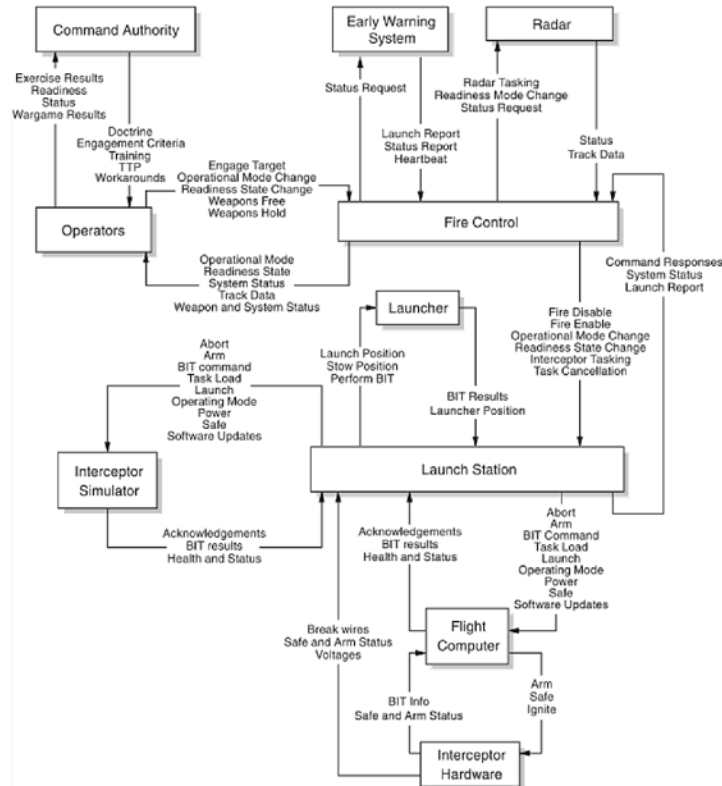 Command Authority
Early Warning
System
Radar
Exercise Results
Readiness
Status
Wargame Results
Doctrine
Engagement Criteria
Training
TTP
Workarounds
Status Request
Launch Report
Status Report
Heartbeat
Radar Tasking
Readiness Mode Change
Status Request
Status
Track Data
Engage Target
Operational Mode Change
Readiness State Change
Weapons Free
Weapons Hold
Operators
Fire Control
Operational Mode
Readiness State
System Status
Track Data
Weapon and System Status
Command Responses
System Status
Launch Report
Launcher
Fire Disable
Fire Enable
Operational Mode Change
Readiness State Change
Interceptor Tasking
Task Cancellation
Launch Position
Stow Position
Perform BIT
BIT Results
Launcher Position
Abort
Arm
BIT command
Task Load
Launch
Operating Mode
Power
Safe
Software Updates
Interceptor
Simulator
Launch Station
Acknowledgements
BIT results
Health and Status
Acknowledgements
BIT results
Health and Status
Abort
Arm
BIT Command
Task Load
Launch
Operating Mode
Power
Safe
Software Updates
Break wires
Safe and Arm Status
Voltages
Flight
Computer
BIT Info
Safe and Arm Status
Arm
Safe
Ignite
Interceptor
Hardware